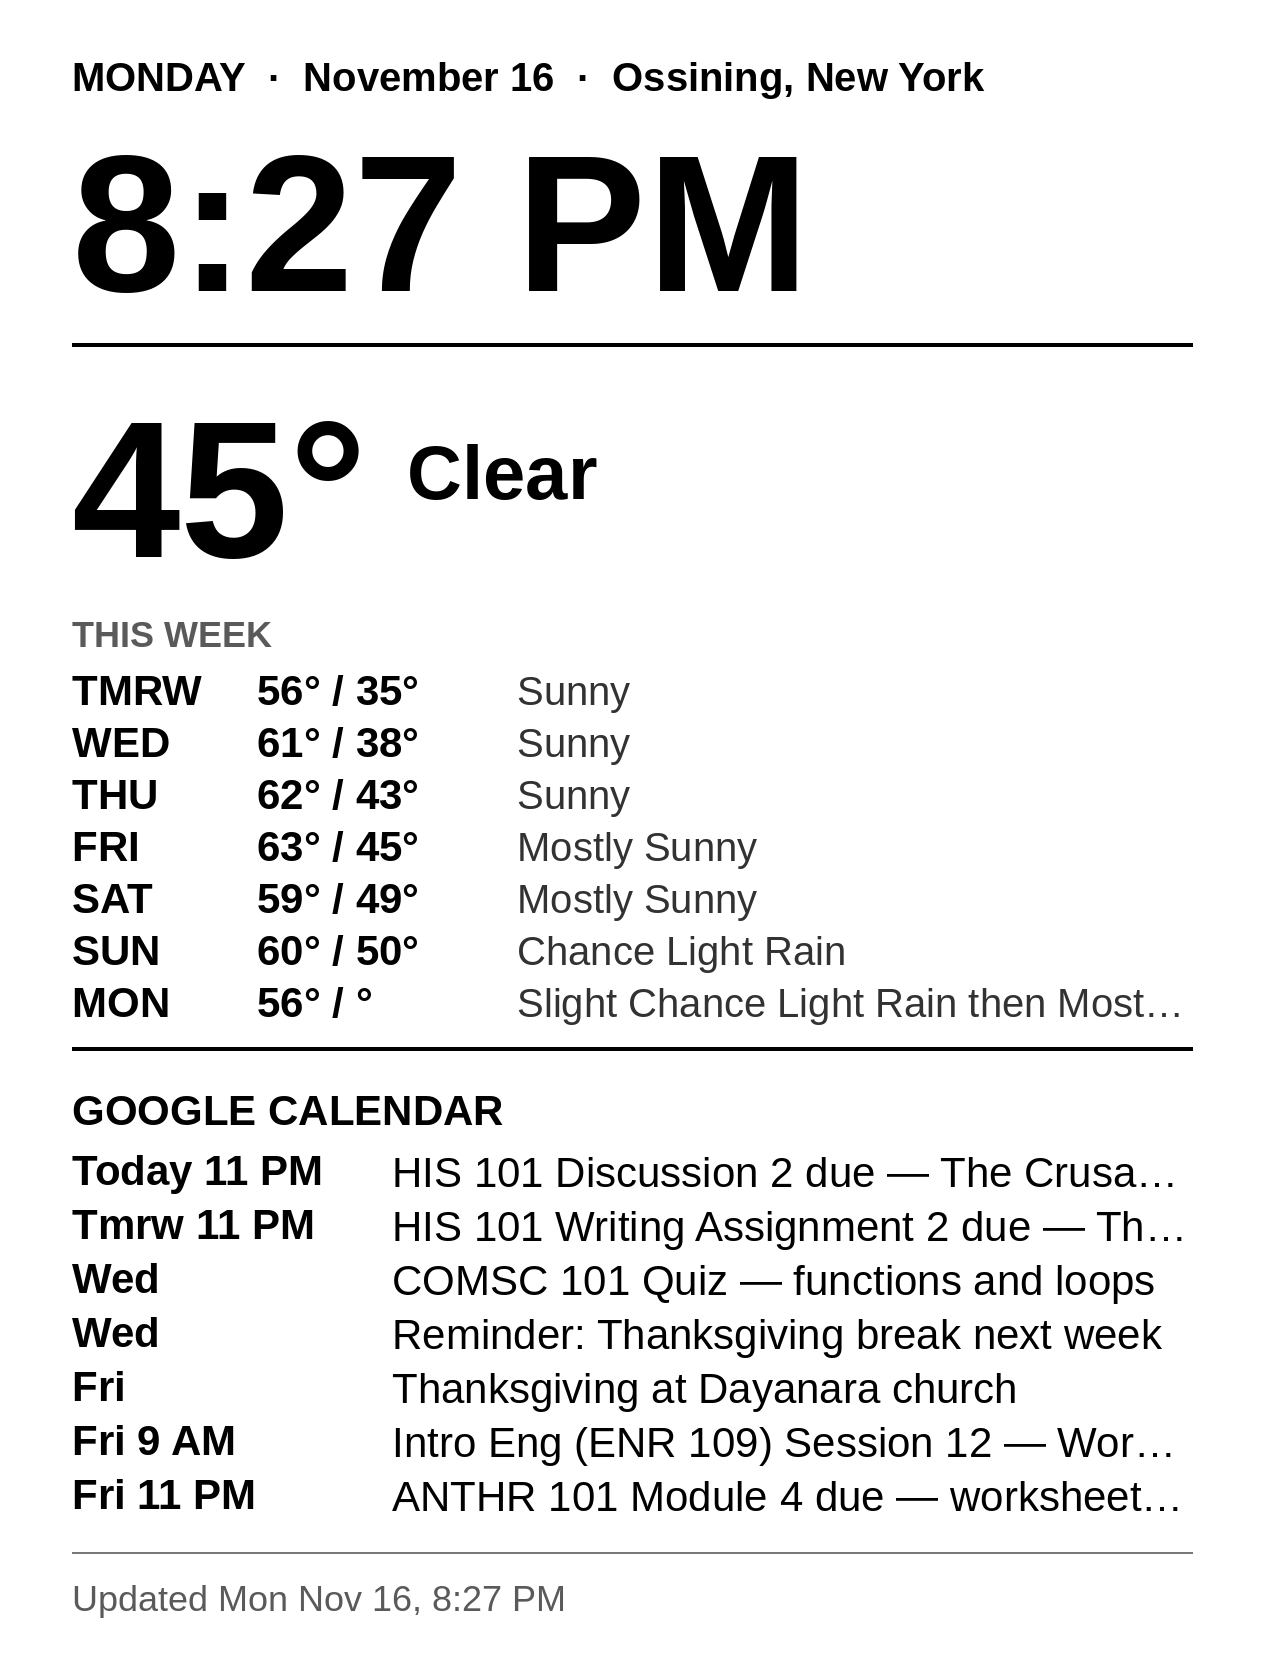 MONDAY · November 16 · Ossining, New York
8:27 PM
45° Clear
THIS WEEK
TMRW 56° / 35° Sunny
WED 61° / 38° Sunny
THU 62° / 43° Sunny
FRI 63° / 45° Mostly Sunny
SAT 59° / 49° Mostly Sunny
SUN 60° / 50° Chance Light Rain
MON 56° / ° Slight Chance Light Rain then Most…
GOOGLE CALENDAR
Today 11 PM HIS 101 Discussion 2 due — The Crusa…
Tmrw 11 PM HIS 101 Writing Assignment 2 due — Th…
Wed COMSC 101 Quiz — functions and loops
Wed Reminder: Thanksgiving break next week
Fri Thanksgiving at Dayanara church
Fri 9 AM Intro Eng (ENR 109) Session 12 — Wor…
Fri 11 PM ANTHR 101 Module 4 due — worksheet…
Updated Mon Nov 16, 8:27 PM